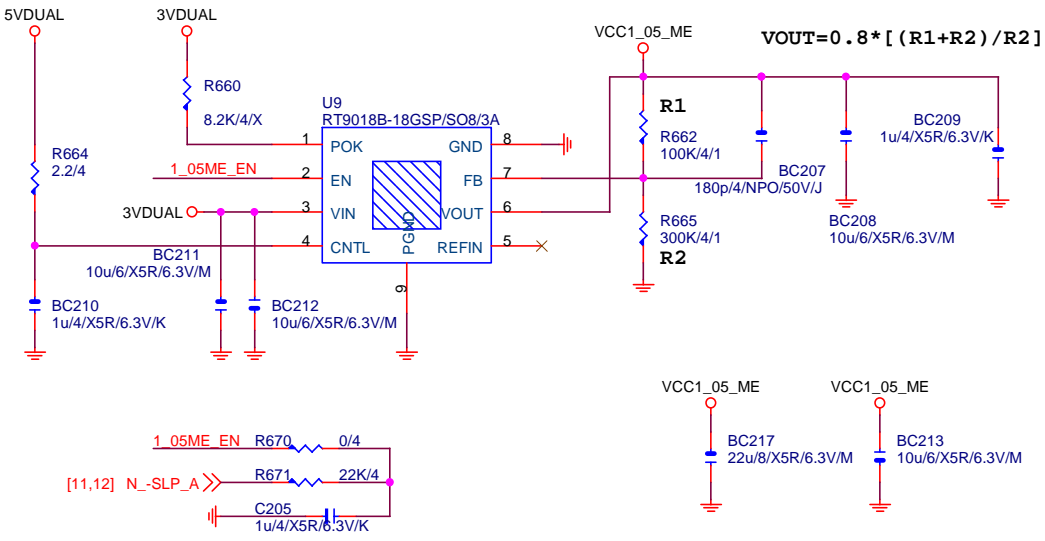 5VDUAL
3VDUAL
VCC1_05_ME
VOUT=0.8*[(R1+R2)/R2]
R660
8.2K/4/X
U9
RT9018B-18GSP/SO8/3A
R1
R662
100K/4/1
BC209
1u/4/X5R/6.3V/K
1
POK
GND
8
R664
2.2/4
1_05ME_EN
2
EN
FB
7
BC207
180p/4/NPO/50V/J
3VDUAL
3
VIN
VOUT
6
R665
300K/4/1
BC208
10u/6/X5R/6.3V/M
4
CNTL
PGND
REFIN
5
R2
BC211
10u/6/X5R/6.3V/M
9
BC210
1u/4/X5R/6.3V/K
BC212
10u/6/X5R/6.3V/M
VCC1_05_ME
VCC1_05_ME
1_05ME_EN
R670
0/4
BC217
22u/8/X5R/6.3V/M
BC213
10u/6/X5R/6.3V/M
[11,12] N_-SLP_A
R671
22K/4
C205
1u/4/X5R/6.3V/K